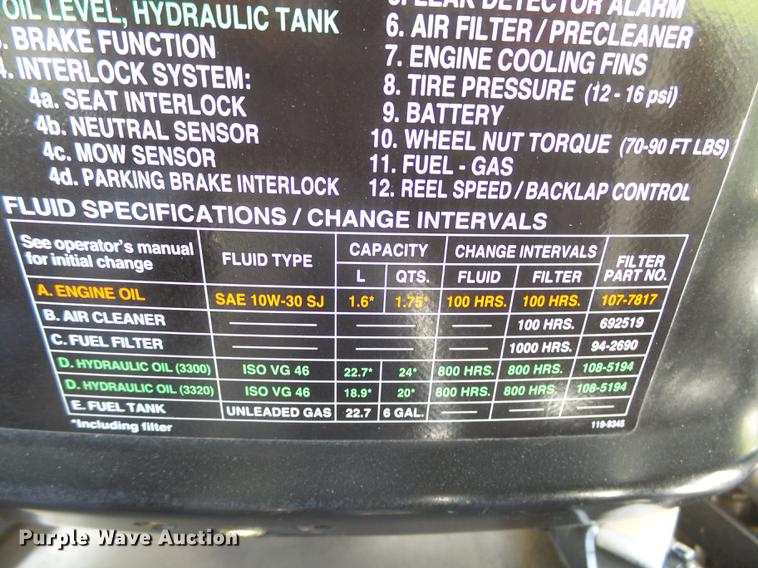 OIL LEVEL, HYDRAULIC TANK
3. BRAKE FUNCTION
4. INTERLOCK SYSTEM:
4a. SEAT INTERLOCK
4b. NEUTRAL SENSOR
4c. MOW SENSOR
4d. PARKING BRAKE INTERLOCK
5. LEAK DETECTOR ALARM
6. AIR FILTER / PRECLEANER
7. ENGINE COOLING FINS
8. TIRE PRESSURE (12 - 16 psi)
9. BATTERY
10. WHEEL NUT TORQUE (70-90 FT LBS)
11. FUEL - GAS
12. REEL SPEED / BACKLAP CONTROL
FLUID SPECIFICATIONS / CHANGE INTERVALS
See operator's manual
for initial change
FLUID TYPE
CAPACITY
L QTS.
CHANGE INTERVALS
FLUID FILTER
FILTER
PART NO.
A. ENGINE OIL SAE 10W-30 SJ 1.6* 1.75* 100 HRS. 100 HRS. 107-7817
B. AIR CLEANER 100 HRS. 692519
C. FUEL FILTER 1000 HRS. 94-2690
D. HYDRAULIC OIL (3300) ISO VG 46 22.7* 24* 800 HRS. 800 HRS. 108-5194
D. HYDRAULIC OIL (3320) ISO VG 46 18.9* 20* 800 HRS. 800 HRS. 108-5194
E. FUEL TANK UNLEADED GAS 22.7 6 GAL.
*Including filter
119-9345
Purple Wave Auction